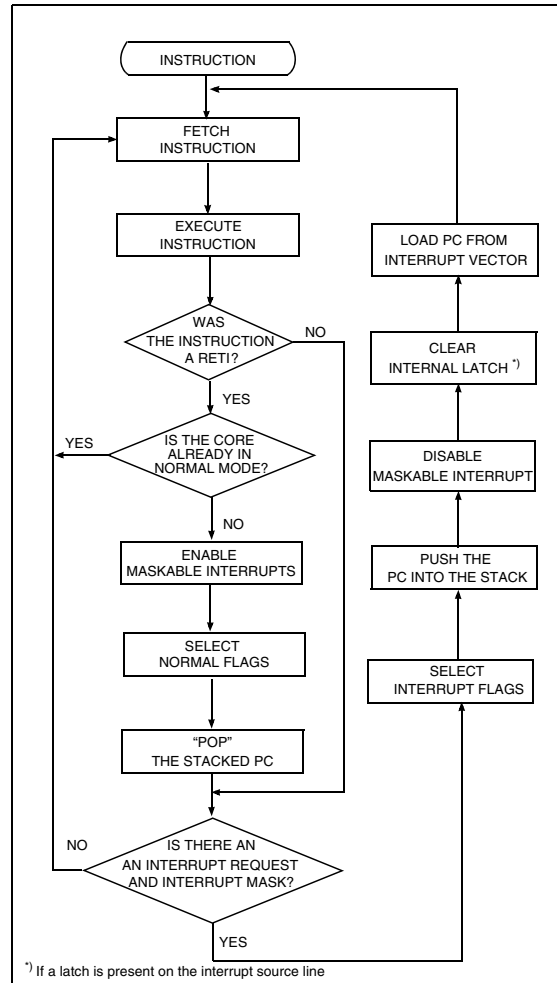 INSTRUCTION
FETCH
INSTRUCTION
EXECUTE
INSTRUCTION
WAS
THE INSTRUCTION
A RETI?
NO
YES
IS THE CORE
ALREADY IN
NORMAL MODE?
YES
NO
ENABLE
MASKABLE INTERRUPTS
SELECT
NORMAL FLAGS
“POP”
THE STACKED PC
IS THERE AN
AN INTERRUPT REQUEST
AND INTERRUPT MASK?
NO
YES
SELECT
INTERRUPT FLAGS
PUSH THE
PC INTO THE STACK
DISABLE
MASKABLE INTERRUPT
CLEAR
INTERNAL LATCH *)
LOAD PC FROM
INTERRUPT VECTOR
*) If a latch is present on the interrupt source line